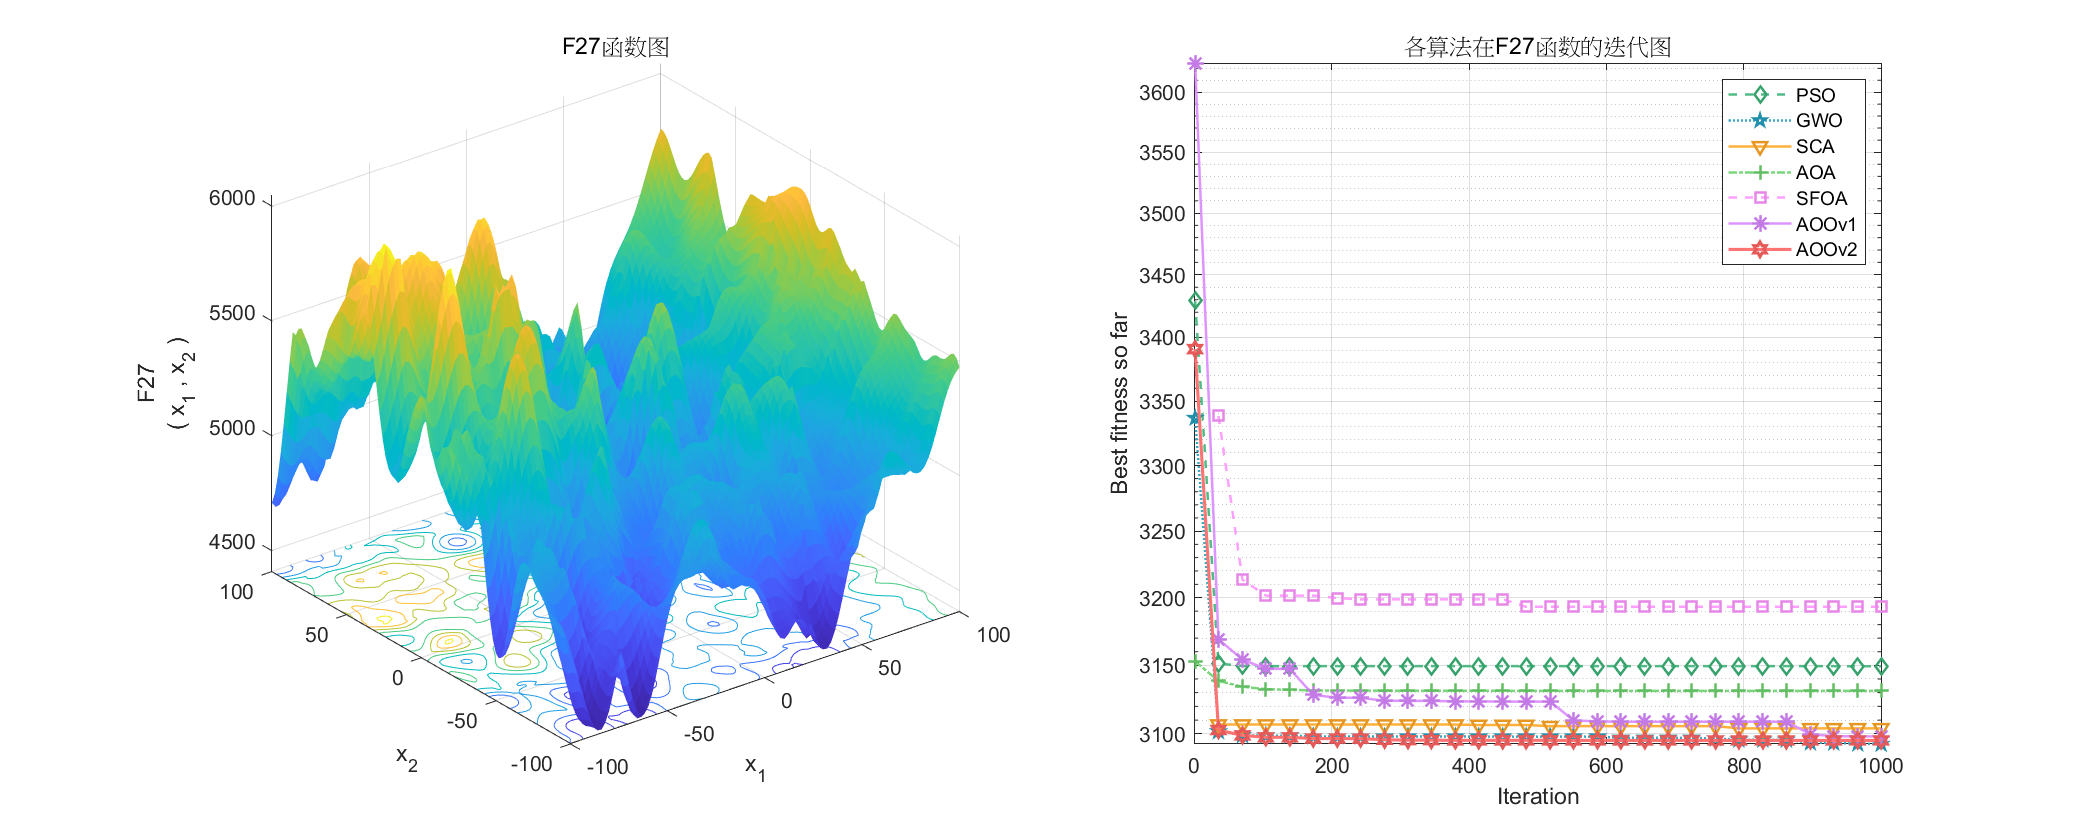 F27函数图
6000
5500
5000
4500
F27
( x1 , x2 )
100
50
0
-50
-100
x2
-100
-50
0
50
100
x1
各算法在F27函数的迭代图
3600
3550
3500
3450
3400
3350
3300
3250
3200
3150
3100
Best fitness so far
0
200
400
600
800
1000
Iteration
PSO
GWO
SCA
AOA
SFOA
AOOv1
AOOv2